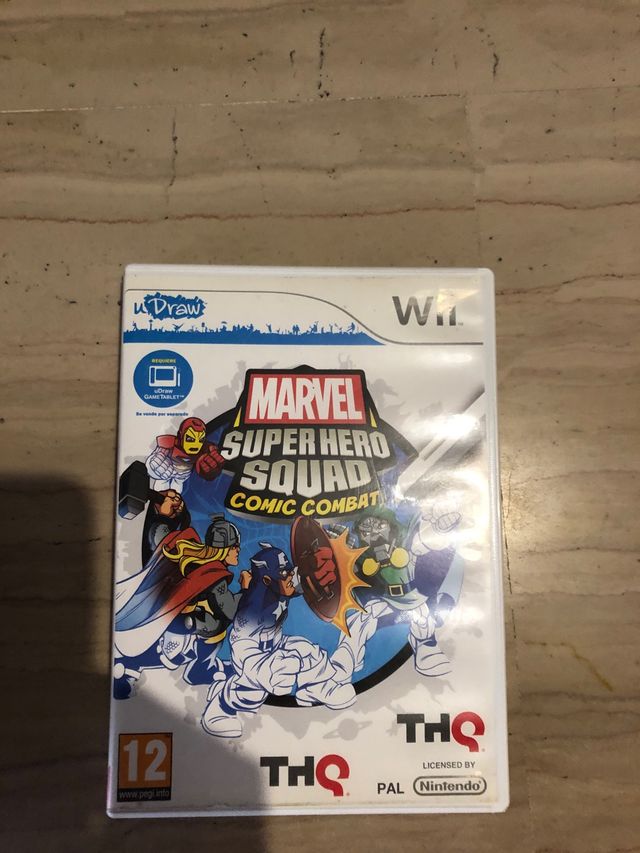 uDraw
Wii
REQUIERE
uDraw
GAMETABLET™
Se vende por separado
MARVEL
SUPER HERO
SQUAD
COMIC COMBAT
THQ
THQ
LICENSED BY
PAL Nintendo
12
www.pegi.info